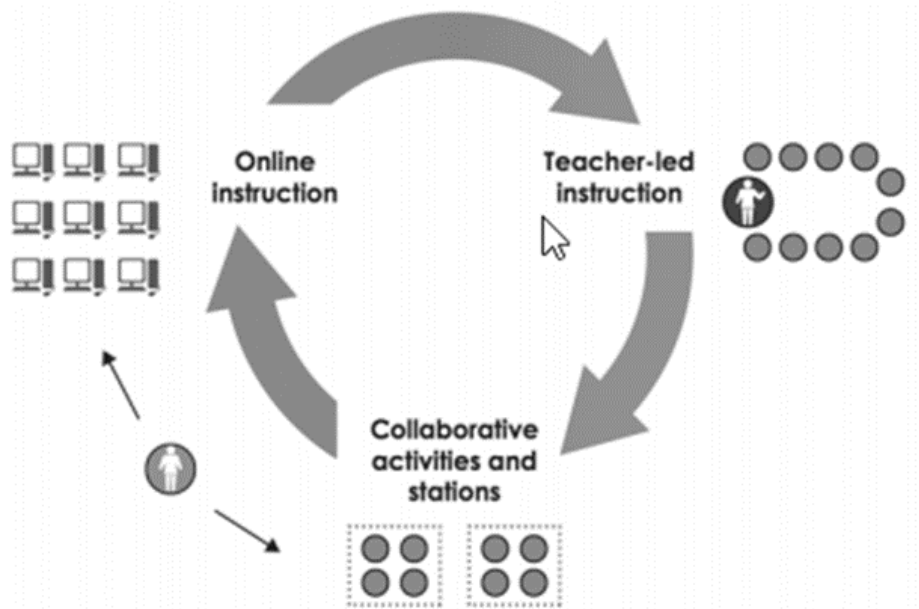 Online
instruction
Teacher-led
instruction
Collaborative
activities and
stations